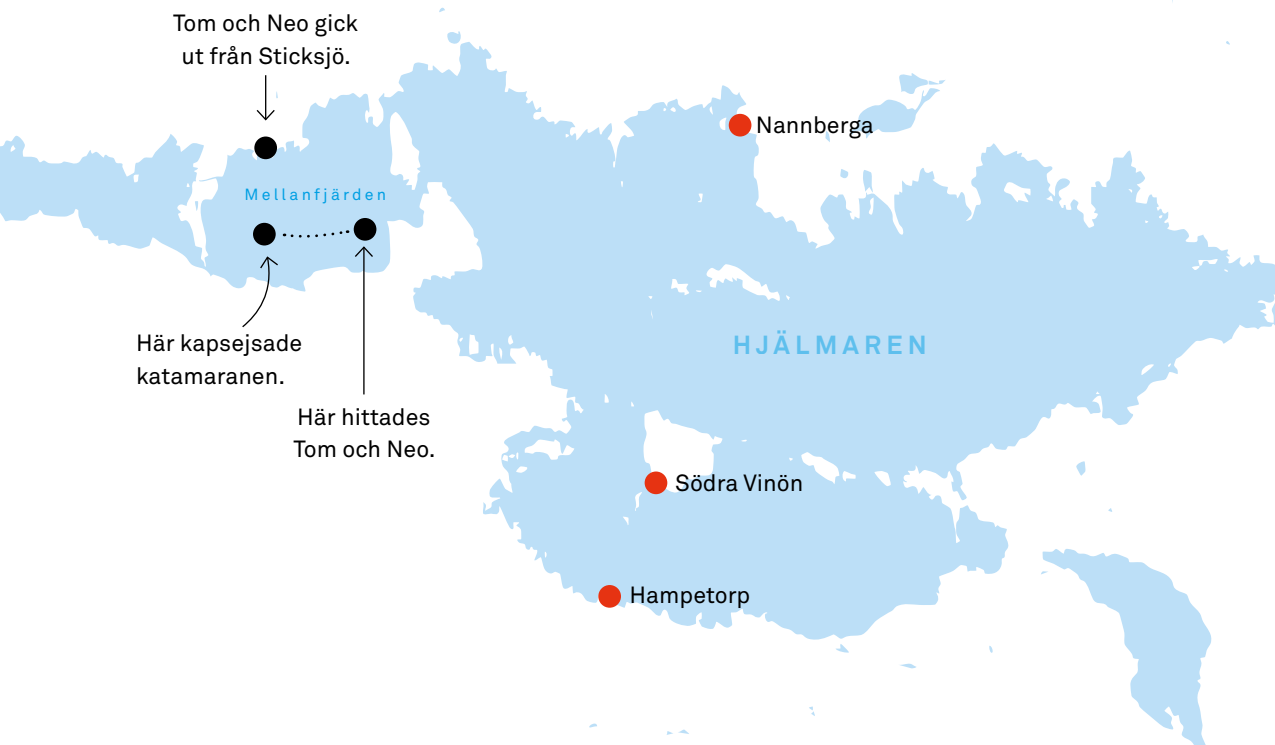 Tom och Neo gick
ut från Sticksjö.
Nannberga
Mellanfjärden
Här kapsejsade
katamaranen.
HJÄLMAREN
Här hittades
Tom och Neo.
Södra Vinön
Hampetorp